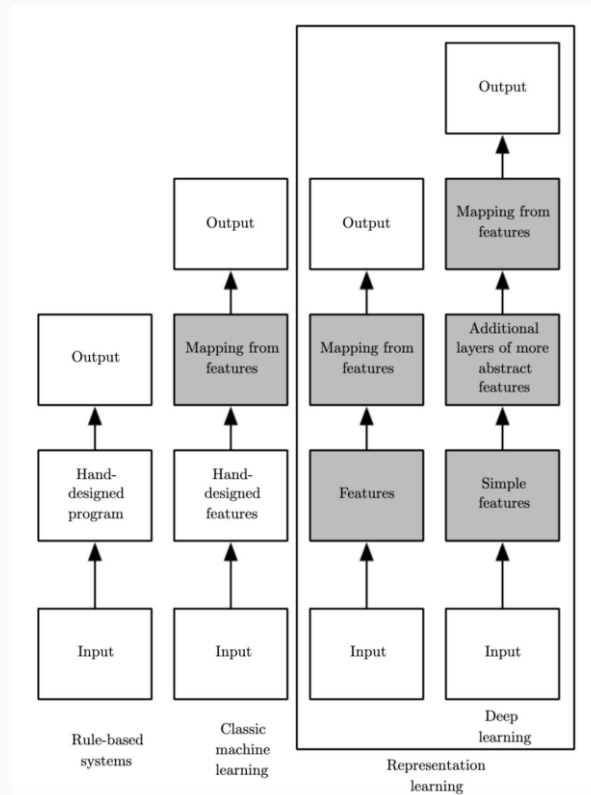 Output
Output
Output
Mapping from
features
Output
Mapping from
features
Mapping from
features
Additional
layers of more
abstract
features
Hand-
designed
program
Hand-
designed
features
Features
Simple
features
Input
Input
Input
Input
Rule-based
systems
Classic
machine
learning
Deep
learning
Representation
learning